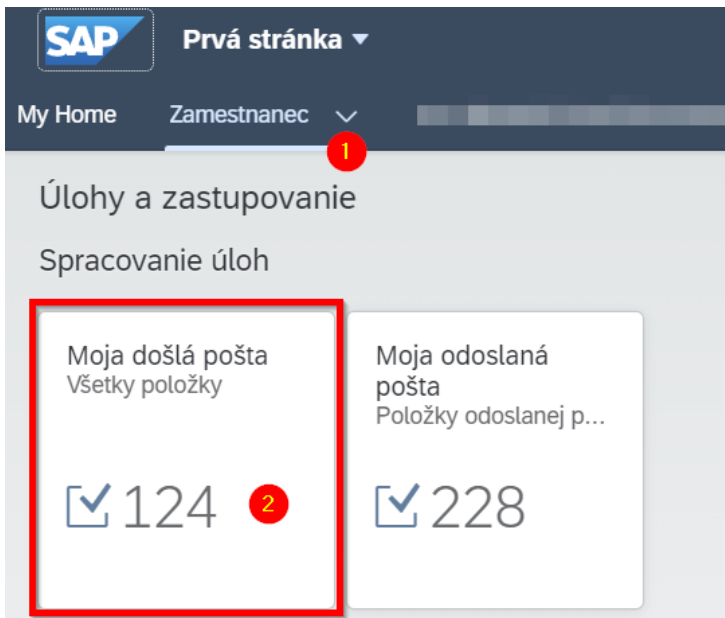 SAP
Prvá stránka
My Home
Zamestnanec
1
Úlohy a zastupovanie
Spracovanie úloh
Moja došlá pošta
Všetky položky
124
2
Moja odoslaná
pošta
Položky odoslanej p...
228